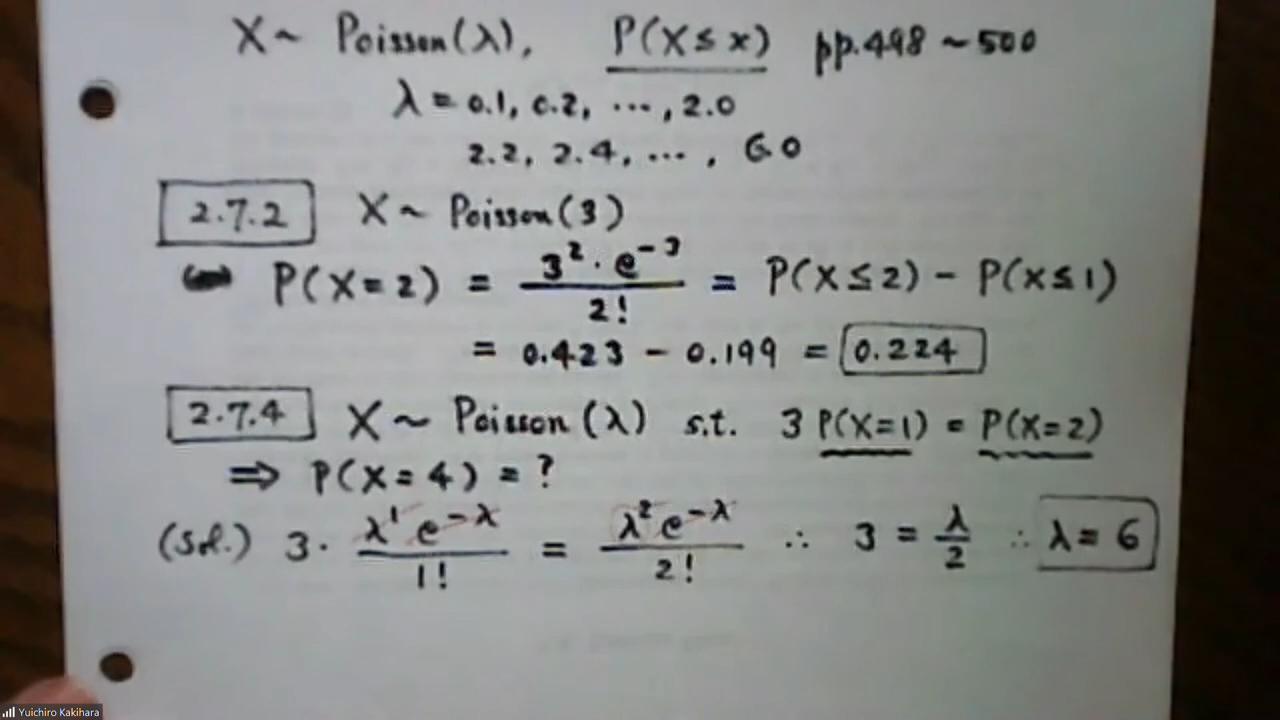 X ~ Poisson(λ), P(X ≤ x) pp.498 ~ 500
λ = 0.1, 0.2, ..., 2.0
2.2, 2.4, ..., 6.0
2.7.2 X ~ Poisson(3)
P(X = 2) = 3² · e⁻³ / 2! = P(X ≤ 2) - P(X ≤ 1)
= 0.423 - 0.199 = 0.224
2.7.4 X ~ Poisson(λ) s.t. 3 P(X=1) = P(X=2)
⇒ P(X = 4) = ?
(Sol.) 3 · λ¹ e^-λ / 1! = λ² e^-λ / 2! ∴ 3 = λ/2 ∴ λ = 6
Yuichiro Kakihara